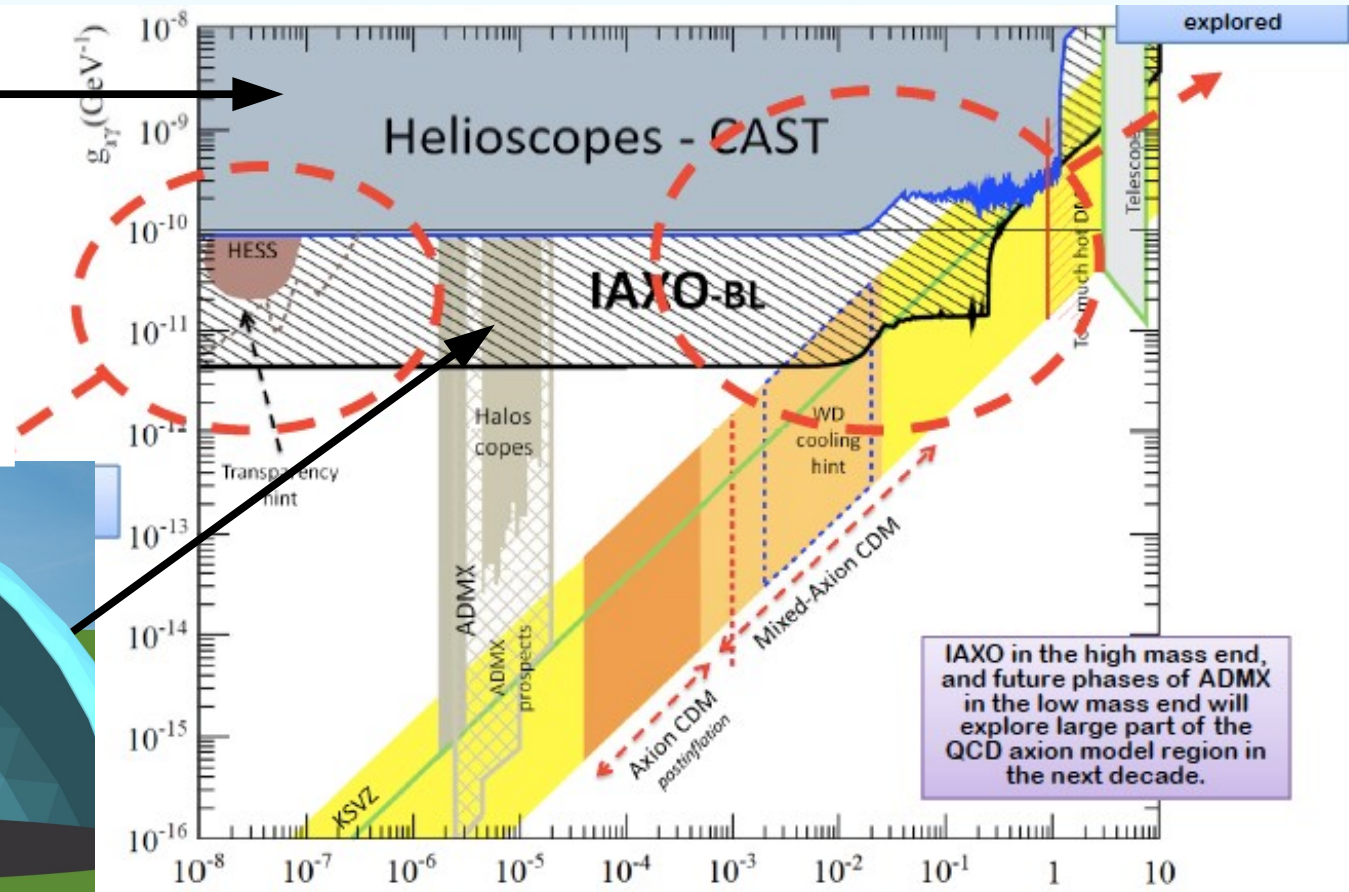 explored
g_aγ(GeV⁻¹)
10⁻⁸
10⁻⁹
10⁻¹⁰
10⁻¹¹
10⁻¹²
10⁻¹³
10⁻¹⁴
10⁻¹⁵
10⁻¹⁶
Helioscopes - CAST
HESS
IAXO-BL
Telescope
Halos
copes
WD
cooling
hint
Transparency
hint
ADMX
ADMX
prospects
Mixed-Axion CDM
Axion CDM
postinflation
KSVZ
IAXO in the high mass end,
and future phases of ADMX
in the low mass end will
explore large part of the
QCD axion model region in
the next decade.
10⁻⁸
10⁻⁷
10⁻⁶
10⁻⁵
10⁻⁴
10⁻³
10⁻²
10⁻¹
1
10